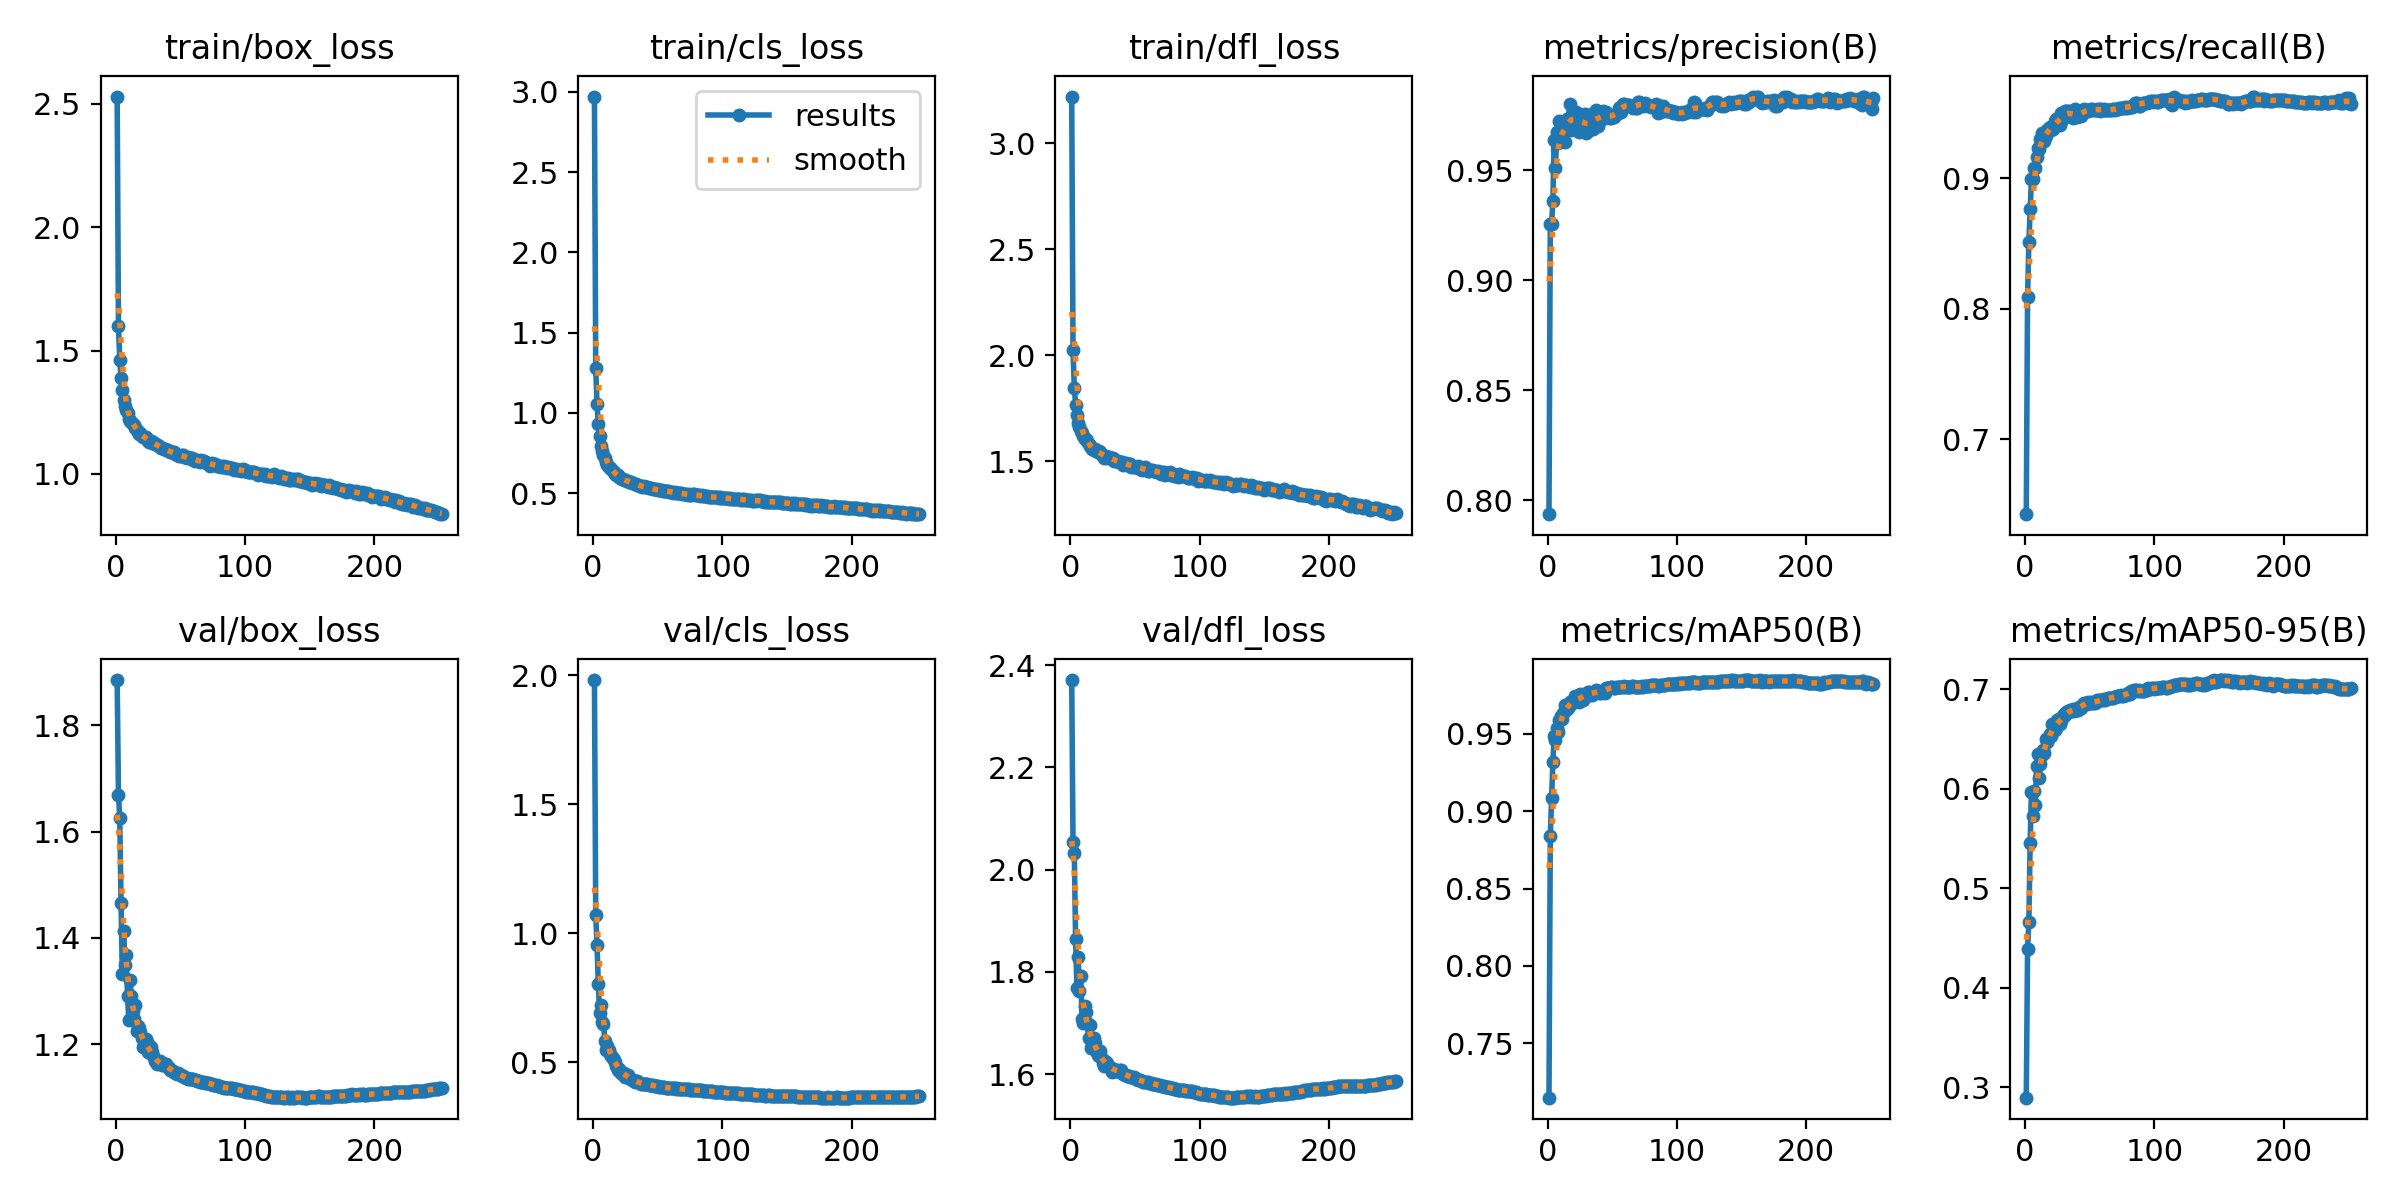 train/box_loss
train/cls_loss
train/dfl_loss
metrics/precision(B)
metrics/recall(B)
2.5
2.0
1.5
1.0
0 100 200
3.0
2.5
2.0
1.5
1.0
0.5
0 100 200
results
smooth
3.0
2.5
2.0
1.5
0 100 200
0.95
0.90
0.85
0.80
0 100 200
0.9
0.8
0.7
0 100 200
val/box_loss
val/cls_loss
val/dfl_loss
metrics/mAP50(B)
metrics/mAP50-95(B)
1.8
1.6
1.4
1.2
0 100 200
2.0
1.5
1.0
0.5
0 100 200
2.4
2.2
2.0
1.8
1.6
0 100 200
0.95
0.90
0.85
0.80
0.75
0 100 200
0.7
0.6
0.5
0.4
0.3
0 100 200